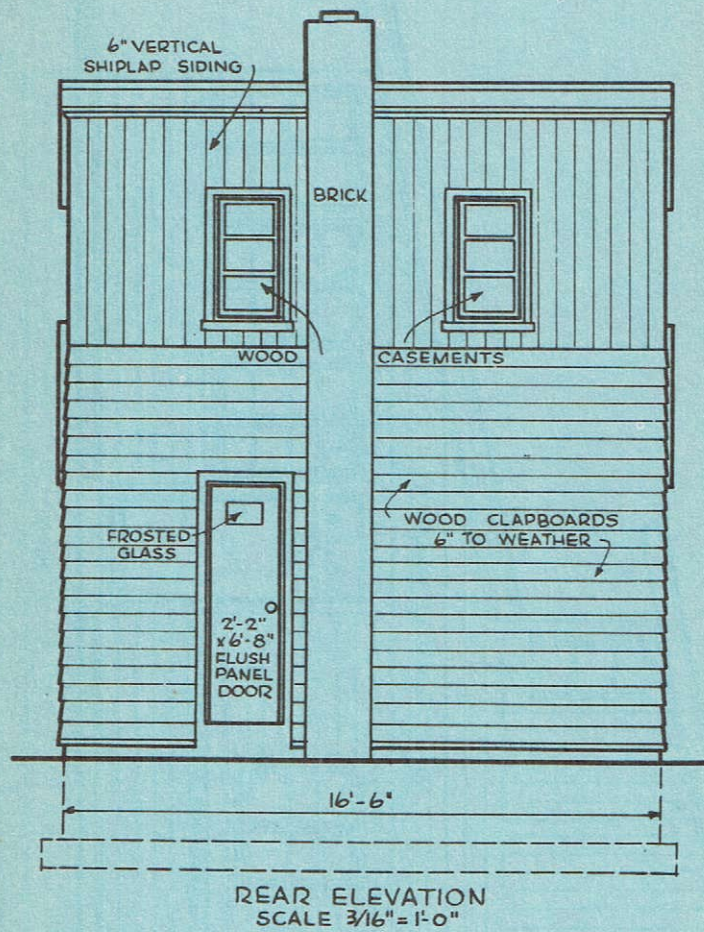 6" VERTICAL
SHIPLAP SIDING
BRICK
WOOD CASEMENTS
FROSTED
GLASS
WOOD CLAPBOARDS
6" TO WEATHER
2'-2"
x6'-8"
FLUSH
PANEL
DOOR
16'-6"
REAR ELEVATION
SCALE 3/16"=1'-0"